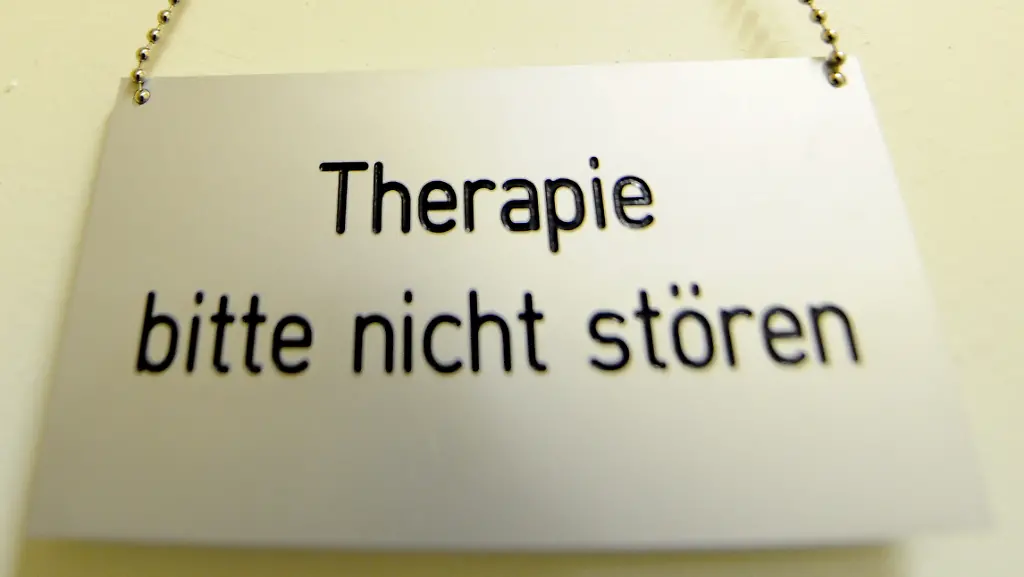 Therapie
bitte nicht stören